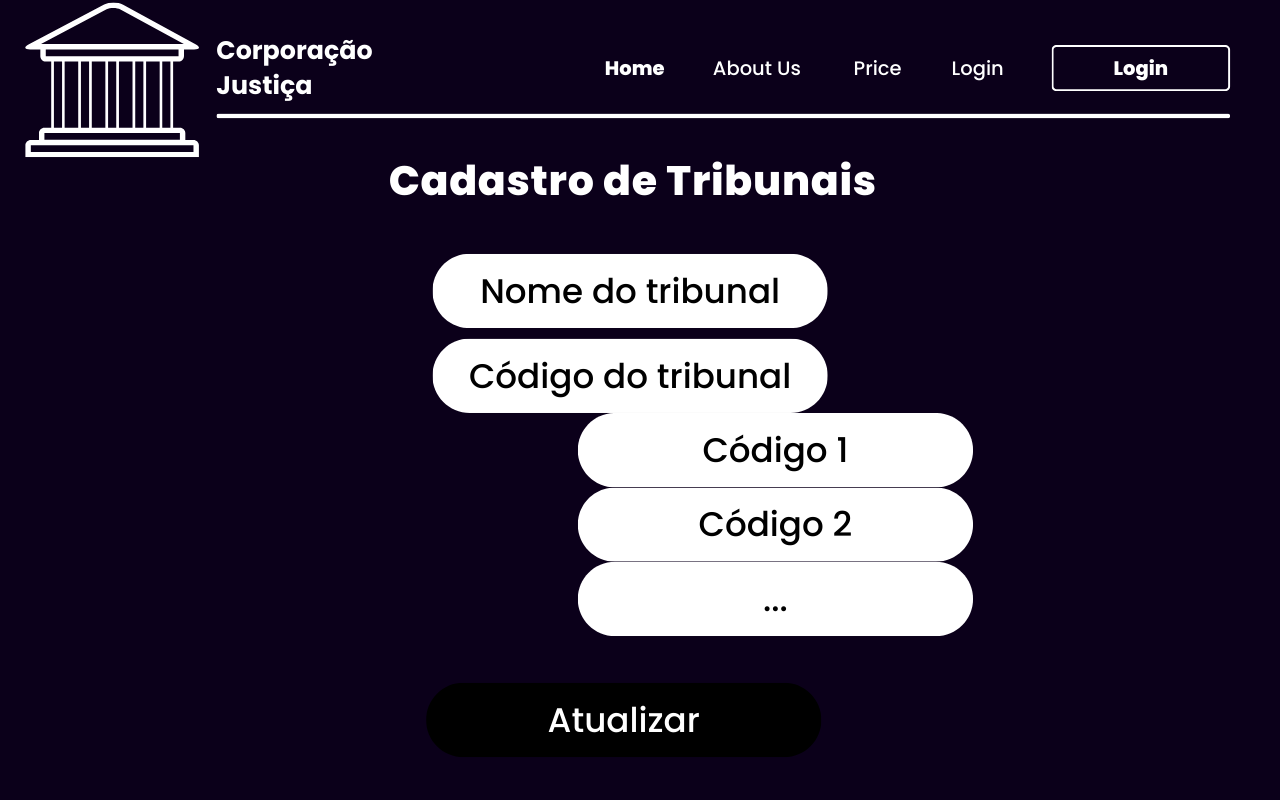 Corporação
Justiça
Home About Us Price Login Login
Cadastro de Tribunais
Nome do tribunal
Código do tribunal
Código 1
Código 2
...
Atualizar